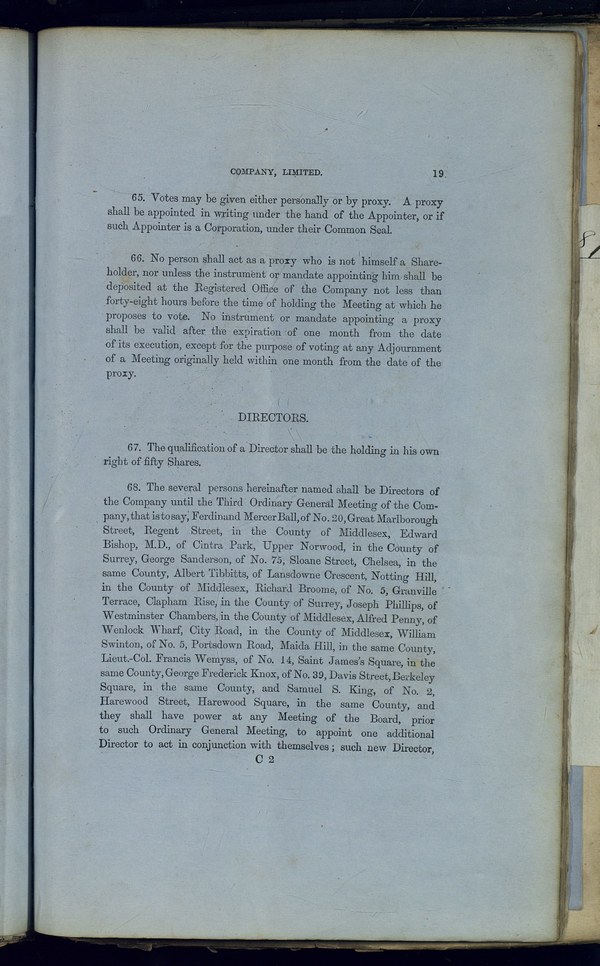 COMPANY, LIMITED. 19
65. Votes may be given either personally or by proxy. A proxy
shall be appointed in writing under the hand of the Appointer, or if
such Appointer is a Corporation, under their Common Seal.
66. No person shall act as a proxy who is not himself a Share-
holder, nor unless the instrument or mandate appointing him shall be
deposited at the Registered Office of the Company not less than
forty-eight hours before the time of holding the Meeting at which he
proposes to vote. No instrument or mandate appointing a proxy
shall be valid after the expiration of one month from the date
of its execution, except for the purpose of voting at any Adjournment
of a Meeting originally held within one month from the date of the
proxy.
DIRECTORS.
67. The qualification of a Director shall be the holding in his own
right of fifty Shares.
68. The several persons hereinafter named shall be Directors of
the Company until the Third Ordinary General Meeting of the Com-
pany, that is to say, Ferdinand Mercer Ball, of No. 20, Great Marlborough
Street, Regent Street, in the County of Middlesex, Edward
Bishop, M.D., of Cintra Park, Upper Norwood, in the County of
Surrey, George Sanderson, of No. 75, Sloane Street, Chelsea, in the
same County, Albert Tibbitts, of Lansdowne Crescent, Notting Hill,
in the County of Middlesex, Richard Broome, of No. 5, Granville
Terrace, Clapham Rise, in the County of Surrey, Joseph Phillips, of
Westminster Chambers, in the County of Middlesex, Alfred Penny, of
Wenlock Wharf, City Road, in the County of Middlesex, William
Swinton, of No. 5, Portsdown Road, Maida Hill, in the same County,
Lieut.-Col. Francis Wemyss, of No. 14, Saint James's Square, in the
same County, George Frederick Knox, of No. 39, Davis Street, Berkeley
Square, in the same County, and Samuel S. King, of No. 2,
Harewood Street, Harewood Square, in the same County, and
they shall have power at any Meeting of the Board, prior
to such Ordinary General Meeting, to appoint one additional
Director to act in conjunction with themselves; such new Director,
C 2